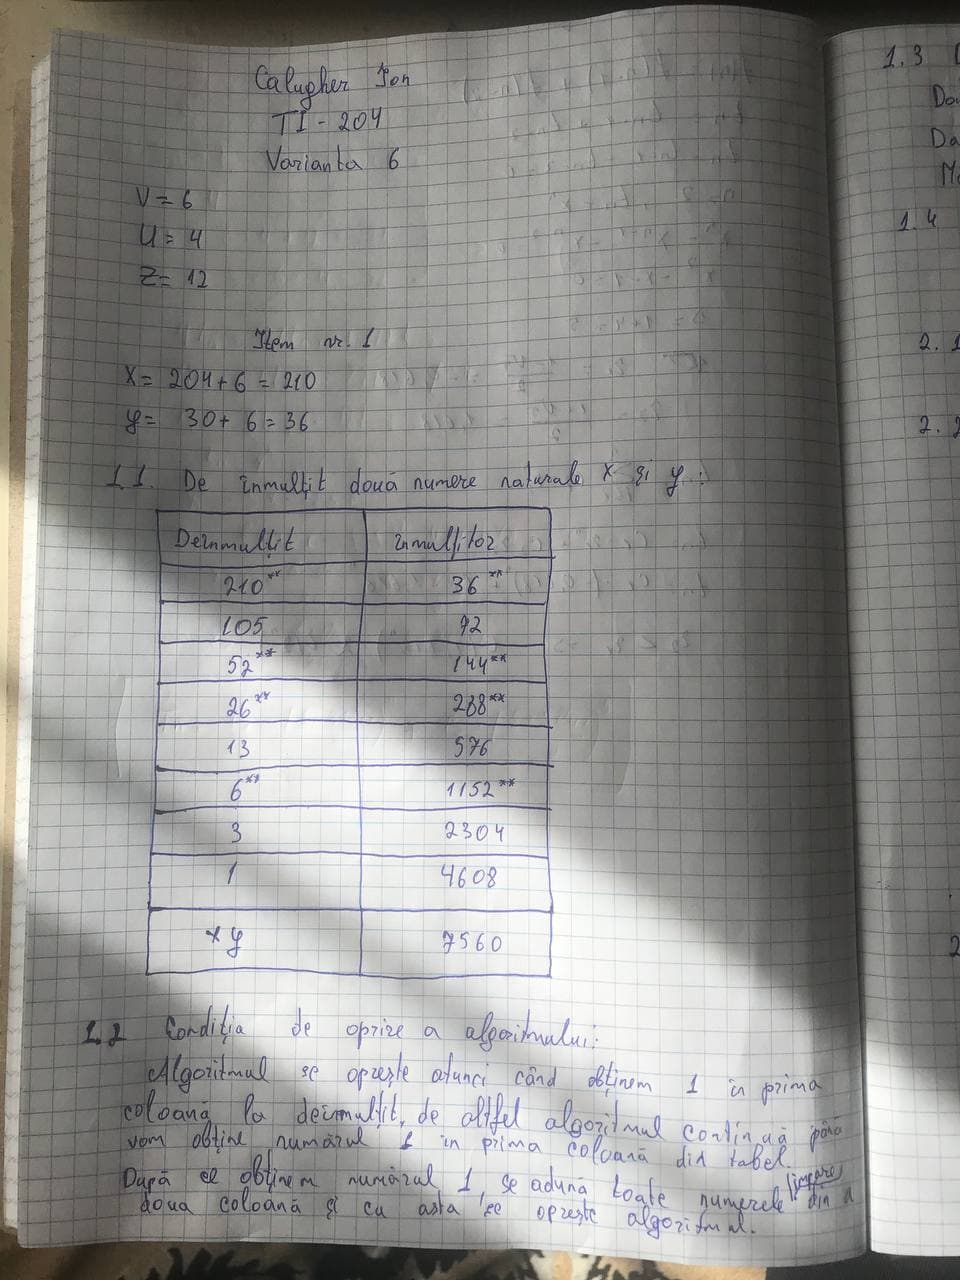 Calugher Ion
TI-204
Varianta 6
V = 6
U = 4
Z = 12
Item nr. 1
X = 204+6 = 210
y = 30+ 6 = 36
1.1. De înmulțit două numere naturale x și y:
Deînmulțit înmulțitor
210** 36**
105 72
52** 144**
26** 288**
13 576
6** 1152**
3 2304
1 4608
xy 7560
1.2 Condiția de oprire a algoritmului:
Algoritmul se oprește atunci când obținem 1 în prima
coloană la deînmulțit, de altfel algoritmul continuă până
vom obține numărul 1 în prima coloană din tabel.
După ce obținem numărul 1, se adună toate numerele (impare) din a
doua coloană și cu asta se oprește algoritmul.
1.3
Da
1.4
2.1
2.2
2